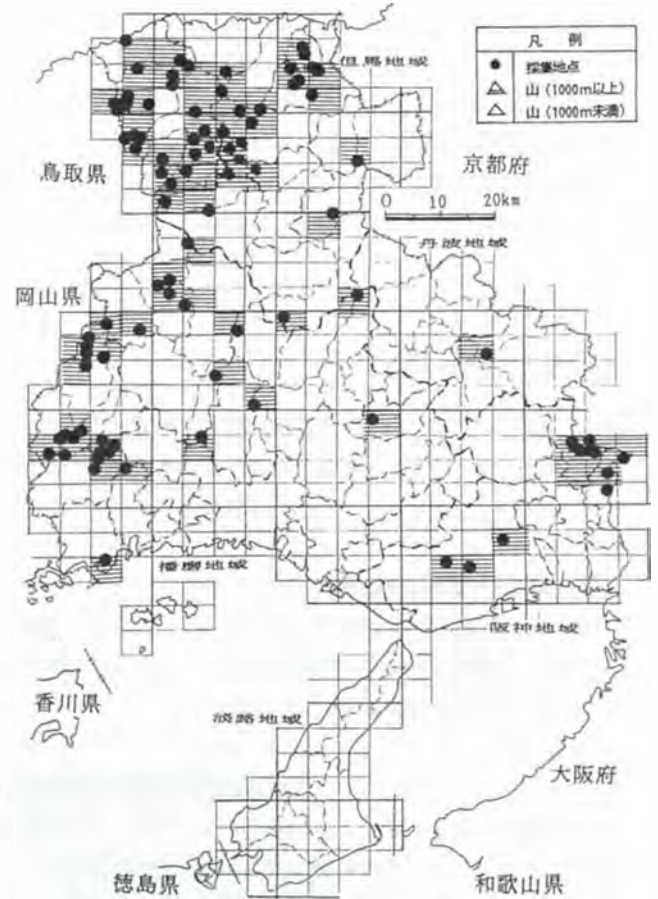 凡 例
採集地点
山 (1000m以上)
山 (1000m未満)
但馬地域
鳥取県
京都府
0 10 20km
丹波地域
岡山県
播磨地域
阪神地域
香川県
淡路地域
大阪府
徳島県
和歌山県